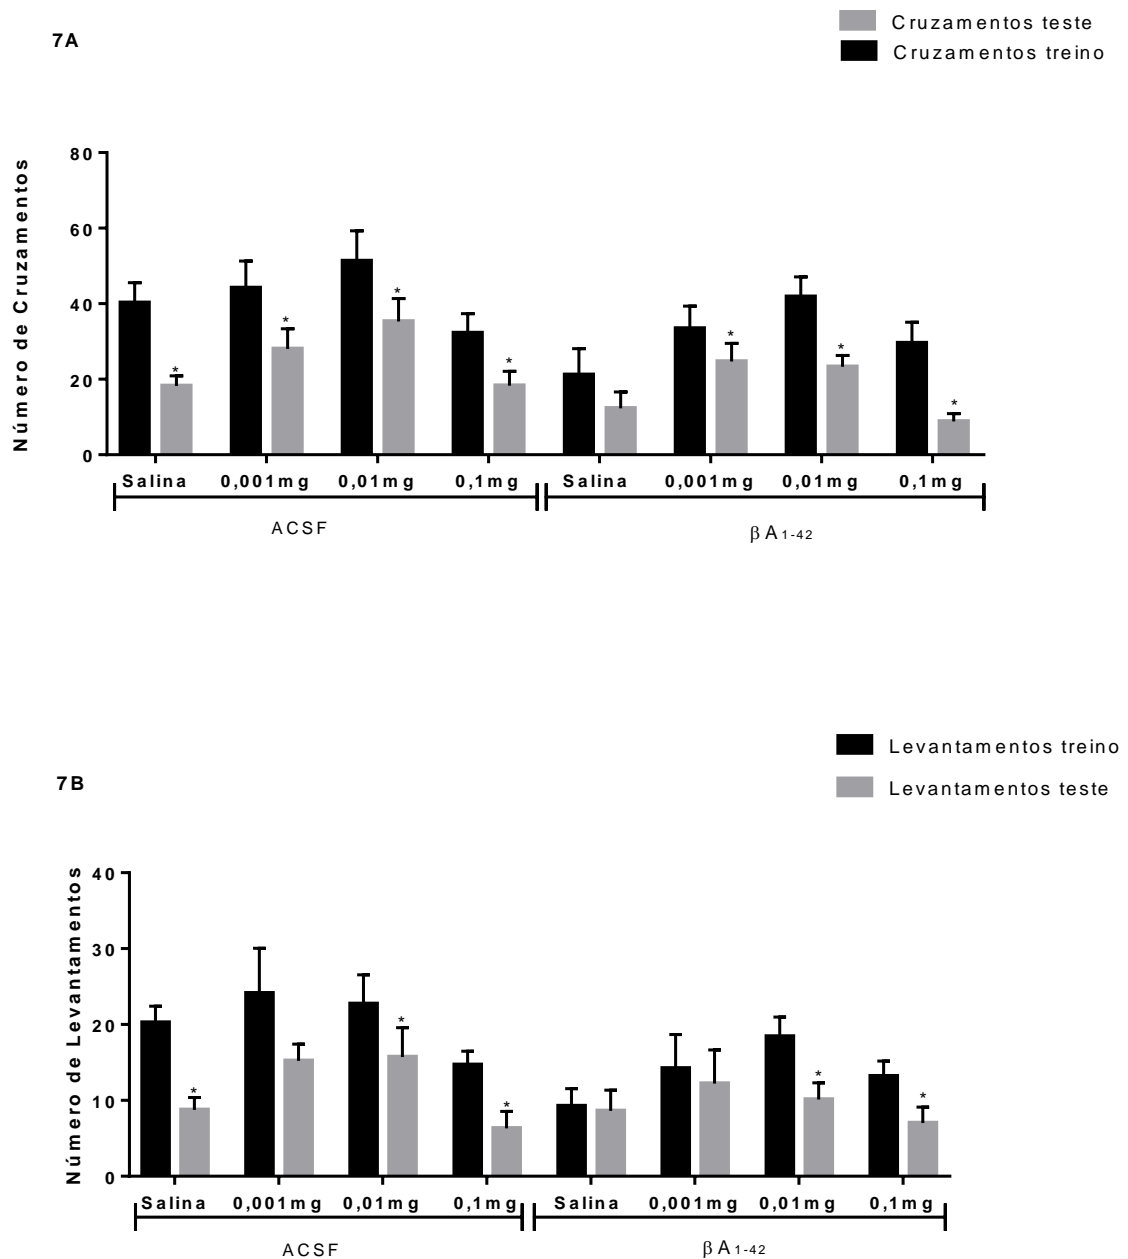 7A
Cruzamentos teste
Cruzamentos treino
Número de Cruzamentos
80
60
40
20
0
* * * * * * *
Salina 0,001mg 0,01mg 0,1mg Salina 0,001mg 0,01mg 0,1mg
ACSF βA1-42
7B
Levantamentos treino
Levantamentos teste
Número de Levantamentos
40
30
20
10
0
* * * * *
Salina 0,001mg 0,01mg 0,1mg Salina 0,001mg 0,01mg 0,1mg
ACSF βA1-42